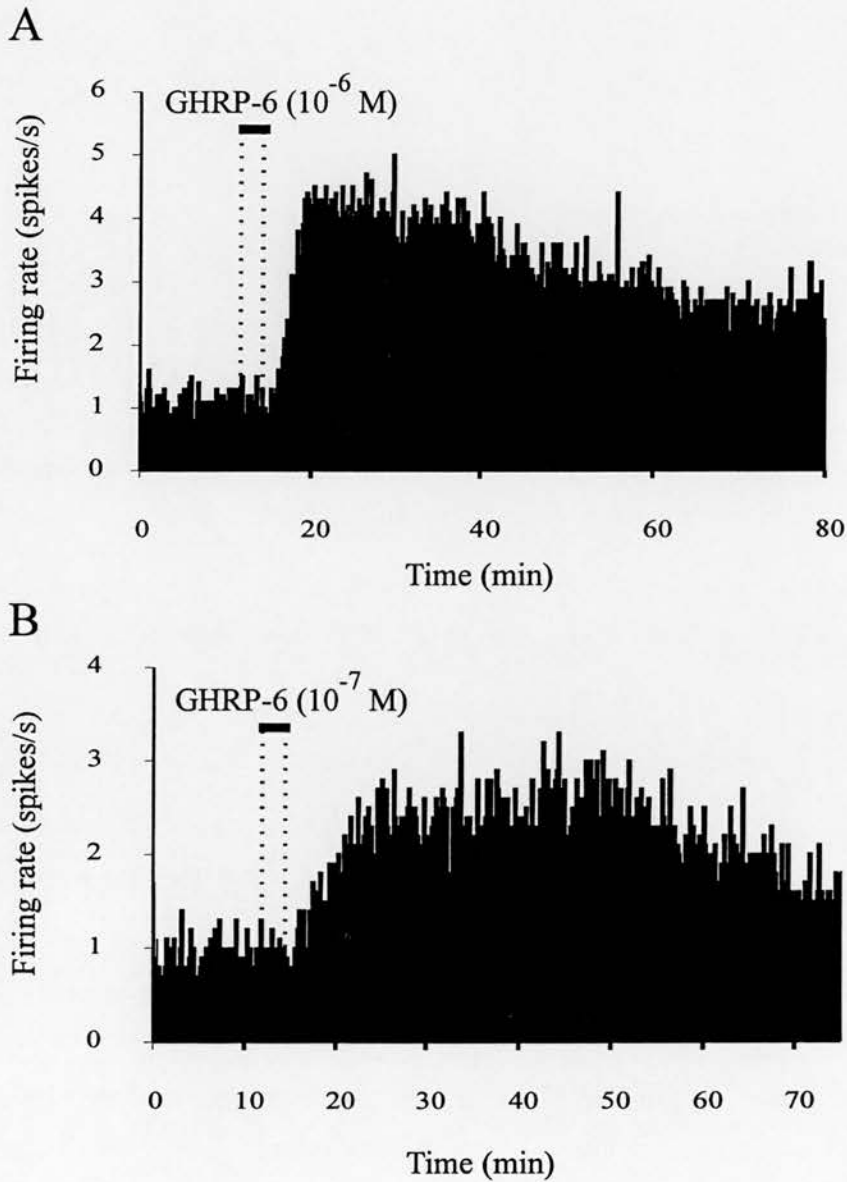 A
GHRP-6 (10⁻⁶ M)
Firing rate (spikes/s)
6
5
4
3
2
1
0
0 20 40 60 80
Time (min)
B
GHRP-6 (10⁻⁷ M)
Firing rate (spikes/s)
4
3
2
1
0
0 10 20 30 40 50 60 70
Time (min)